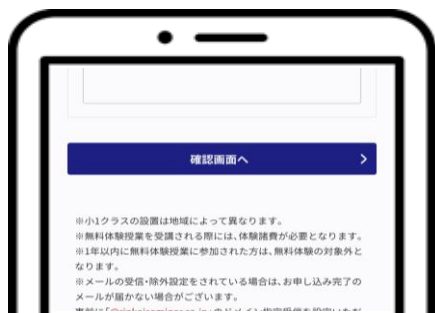 確認画面へ
※小1クラスの設置は地域によって異なります。
※無料体験授業を受講される際には、体験諸費が必要となります。
※1年以内に無料体験授業に参加された方は、無料体験の対象外と
なります。
※メールの受信・除外設定をされている場合は、お申し込み完了の
メールが届かない場合がございます。